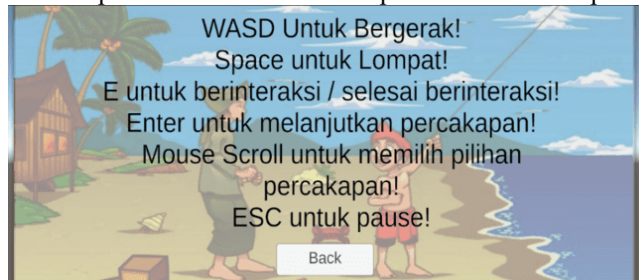 WASD Untuk Bergerak!
Space untuk Lompat!
E untuk berinteraksi / selesai berinteraksi!
Enter untuk melanjutkan percakapan!
Mouse Scroll untuk memilih pilihan
percakapan!
ESC untuk pause!
Back